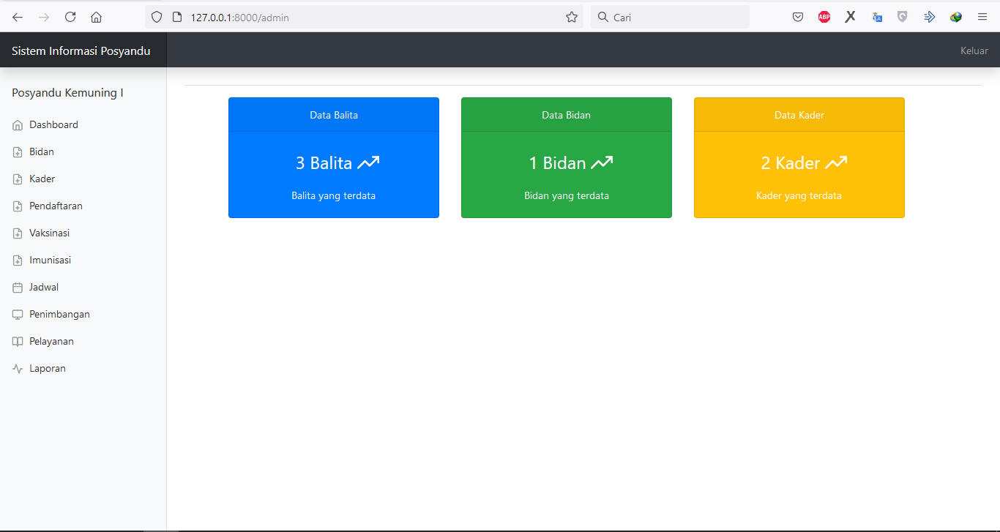 127.0.0.1:8000/admin
Cari
ABP
Sistem Informasi Posyandu
Keluar
Posyandu Kemuning I
Dashboard
Bidan
Kader
Pendaftaran
Vaksinasi
Imunisasi
Jadwal
Penimbangan
Pelayanan
Laporan
Data Balita
3 Balita
Balita yang terdata
Data Bidan
1 Bidan
Bidan yang terdata
Data Kader
2 Kader
Kader yang terdata